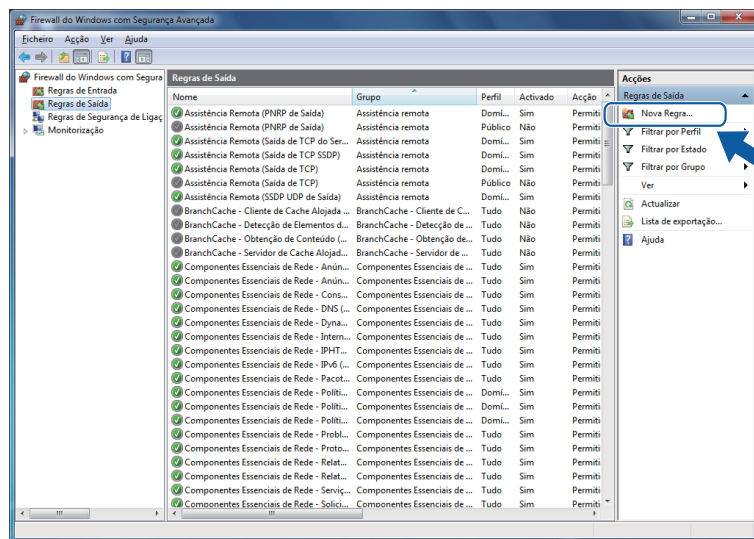 Firewall do Windows com Segurança Avançada
Ficheiro Acção Ver Ajuda
Firewall do Windows com Segura
Regras de Entrada
Regras de Saída
Regras de Segurança de Ligaç
Monitorização
Regras de Saída
Nome Grupo Perfil Activado Acção
Assistência Remota (PNRP de Saída) Assistência remota Domí... Sim Permiti
Assistência Remota (PNRP de Saída) Assistência remota Público Não Permiti
Assistência Remota (Saída de TCP do Ser... Assistência remota Domí... Sim Permiti
Assistência Remota (Saída de TCP SSDP) Assistência remota Domí... Sim Permiti
Assistência Remota (Saída de TCP) Assistência remota Domí... Sim Permiti
Assistência Remota (Saída de TCP) Assistência remota Público Não Permiti
Assistência Remota (SSDP UDP de Saída) Assistência remota Domí... Sim Permiti
BranchCache - Cliente de Cache Alojada ... BranchCache - Cliente de C... Tudo Não Permiti
BranchCache - Detecção de Elementos d... BranchCache - Detecção de ... Tudo Não Permiti
BranchCache - Obtenção de Conteúdo (... BranchCache - Obtenção de... Tudo Não Permiti
BranchCache - Servidor de Cache Alojad... BranchCache - Servidor de ... Tudo Não Permiti
Componentes Essenciais de Rede - Anún... Componentes Essenciais de ... Tudo Sim Permiti
Componentes Essenciais de Rede - Anún... Componentes Essenciais de ... Tudo Sim Permiti
Componentes Essenciais de Rede - Cons... Componentes Essenciais de ... Tudo Sim Permiti
Componentes Essenciais de Rede - DNS (... Componentes Essenciais de ... Tudo Sim Permiti
Componentes Essenciais de Rede - Dyna... Componentes Essenciais de ... Tudo Sim Permiti
Componentes Essenciais de Rede - Intern... Componentes Essenciais de ... Tudo Sim Permiti
Componentes Essenciais de Rede - IPHT... Componentes Essenciais de ... Tudo Sim Permiti
Componentes Essenciais de Rede - IPv6 (... Componentes Essenciais de ... Tudo Sim Permiti
Componentes Essenciais de Rede - Pacot... Componentes Essenciais de ... Tudo Sim Permiti
Componentes Essenciais de Rede - Políti... Componentes Essenciais de ... Domí... Sim Permiti
Componentes Essenciais de Rede - Políti... Componentes Essenciais de ... Domí... Sim Permiti
Componentes Essenciais de Rede - Políti... Componentes Essenciais de ... Domí... Sim Permiti
Componentes Essenciais de Rede - Probl... Componentes Essenciais de ... Tudo Sim Permiti
Componentes Essenciais de Rede - Proto... Componentes Essenciais de ... Tudo Sim Permiti
Componentes Essenciais de Rede - Relat... Componentes Essenciais de ... Tudo Sim Permiti
Componentes Essenciais de Rede - Relat... Componentes Essenciais de ... Tudo Sim Permiti
Componentes Essenciais de Rede - Serviç... Componentes Essenciais de ... Tudo Sim Permiti
Componentes Essenciais de Rede - Solici... Componentes Essenciais de ... Tudo Sim Permiti
Acções
Regras de Saída
Nova Regra...
Filtrar por Perfil
Filtrar por Estado
Filtrar por Grupo
Ver
Actualizar
Lista de exportação...
Ajuda